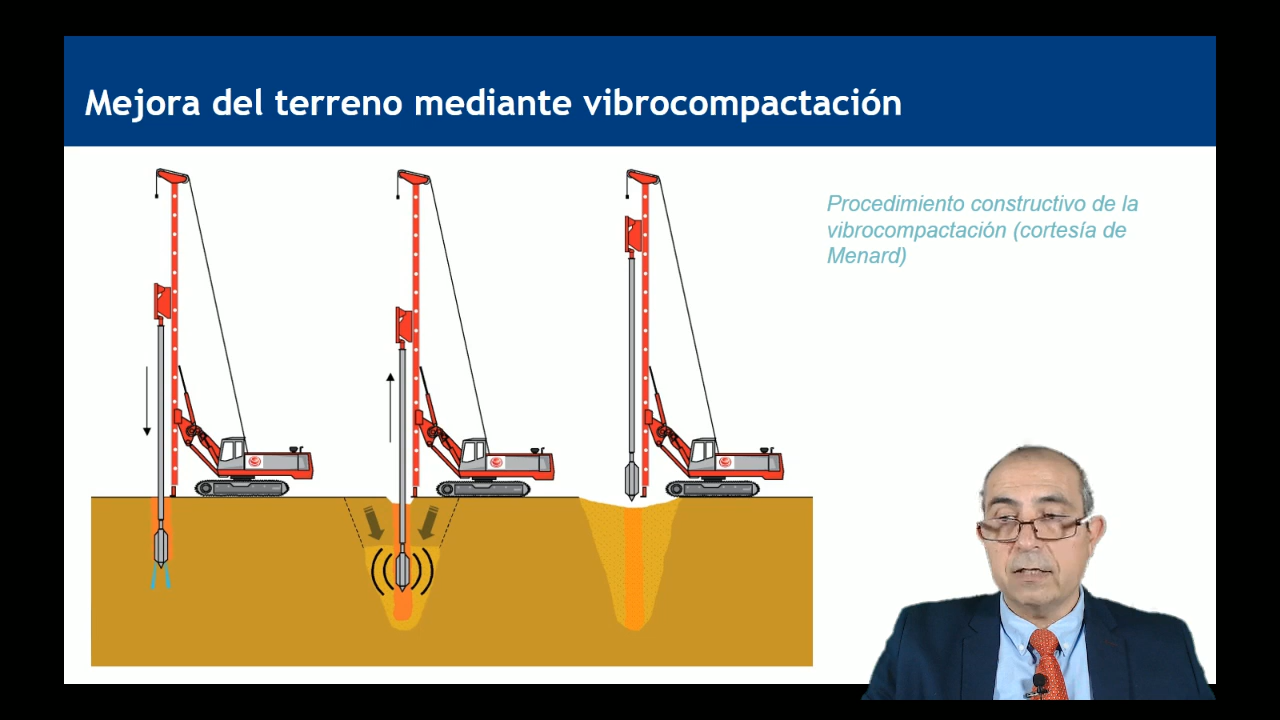 Mejora del terreno mediante vibrocompactación
Procedimiento constructivo de la
vibrocompactación (cortesía de
Menard)